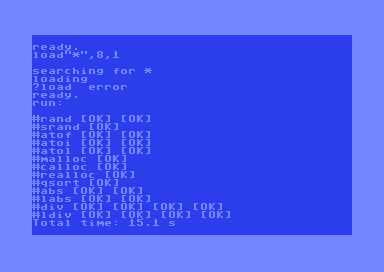 ready.
load"*",8,1
searching for *
loading
?load  error
ready.
run:
#rand [OK] [OK]
#srand [OK]
#atof [OK] [OK]
#atoi [OK] [OK]
#atol [OK] [OK]
#malloc [OK]
#calloc [OK]
#realloc [OK]
#qsort [OK]
#abs [OK] [OK]
#labs [OK] [OK]
#div [OK] [OK] [OK] [OK]
#ldiv [OK] [OK] [OK] [OK]
Total time: 15.1 s